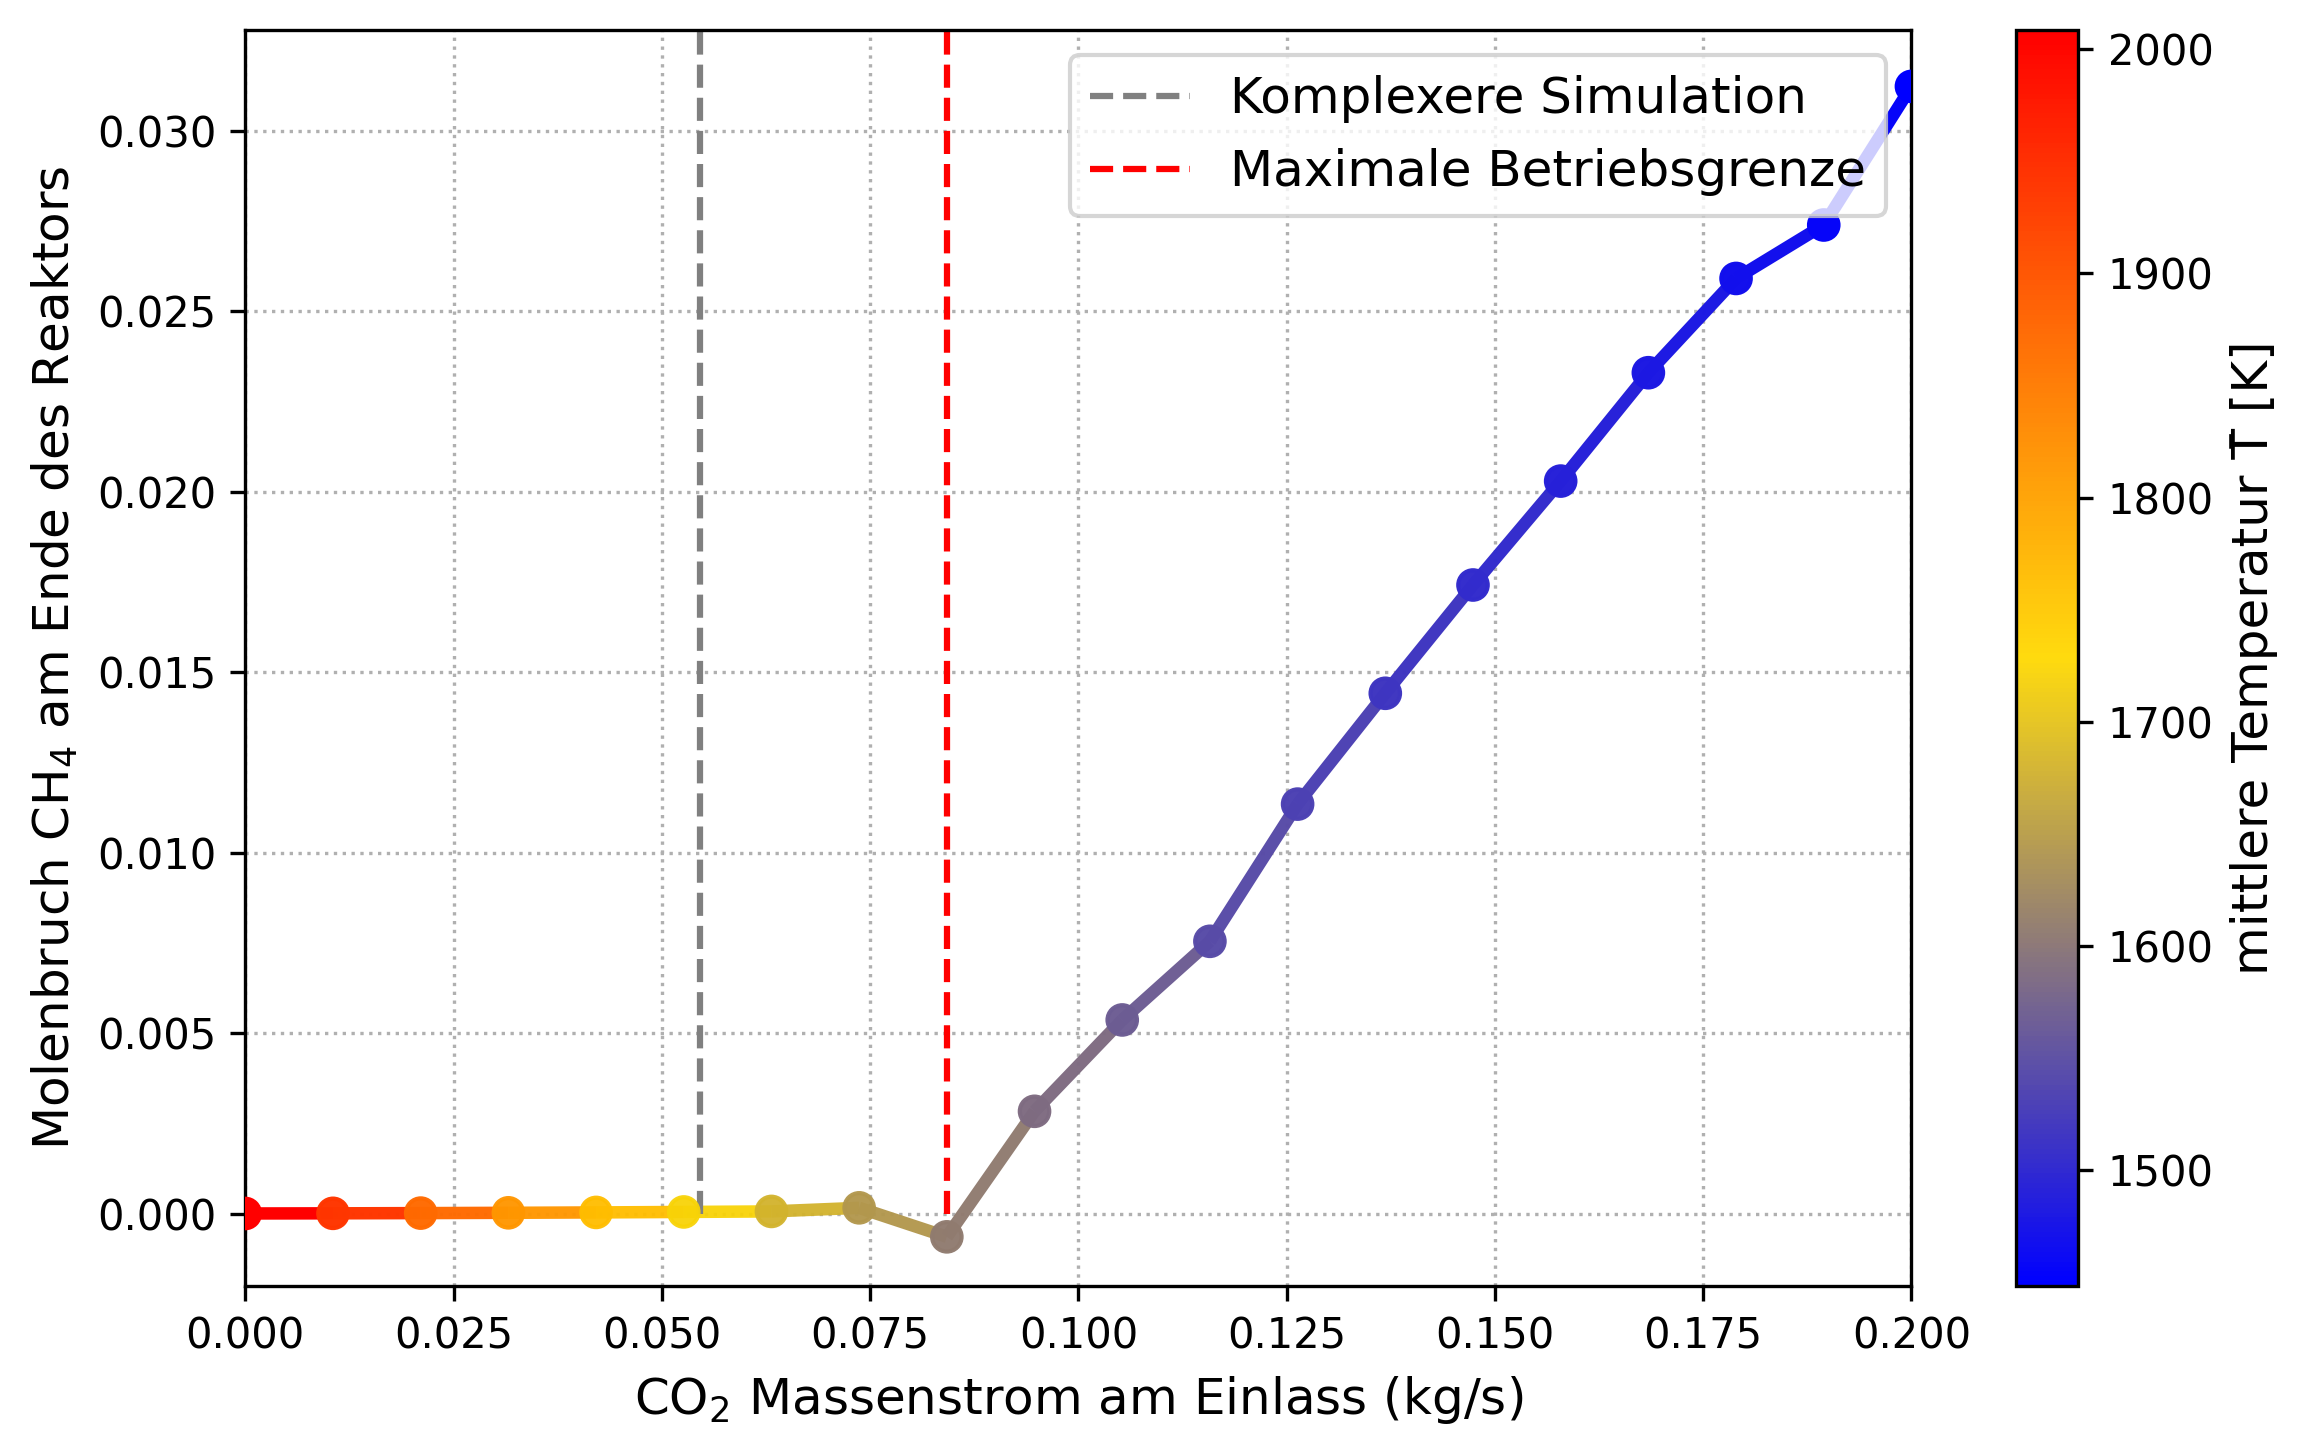 Komplexere Simulation
Maximale Betriebsgrenze
Molenbruch CH₄ am Ende des Reaktors
0.030
0.025
0.020
0.015
0.010
0.005
0.000
0.000 0.025 0.050 0.075 0.100 0.125 0.150 0.175 0.200
CO₂ Massenstrom am Einlass (kg/s)
2000
1900
1800
1700
1600
1500
mittlere Temperatur T [K]